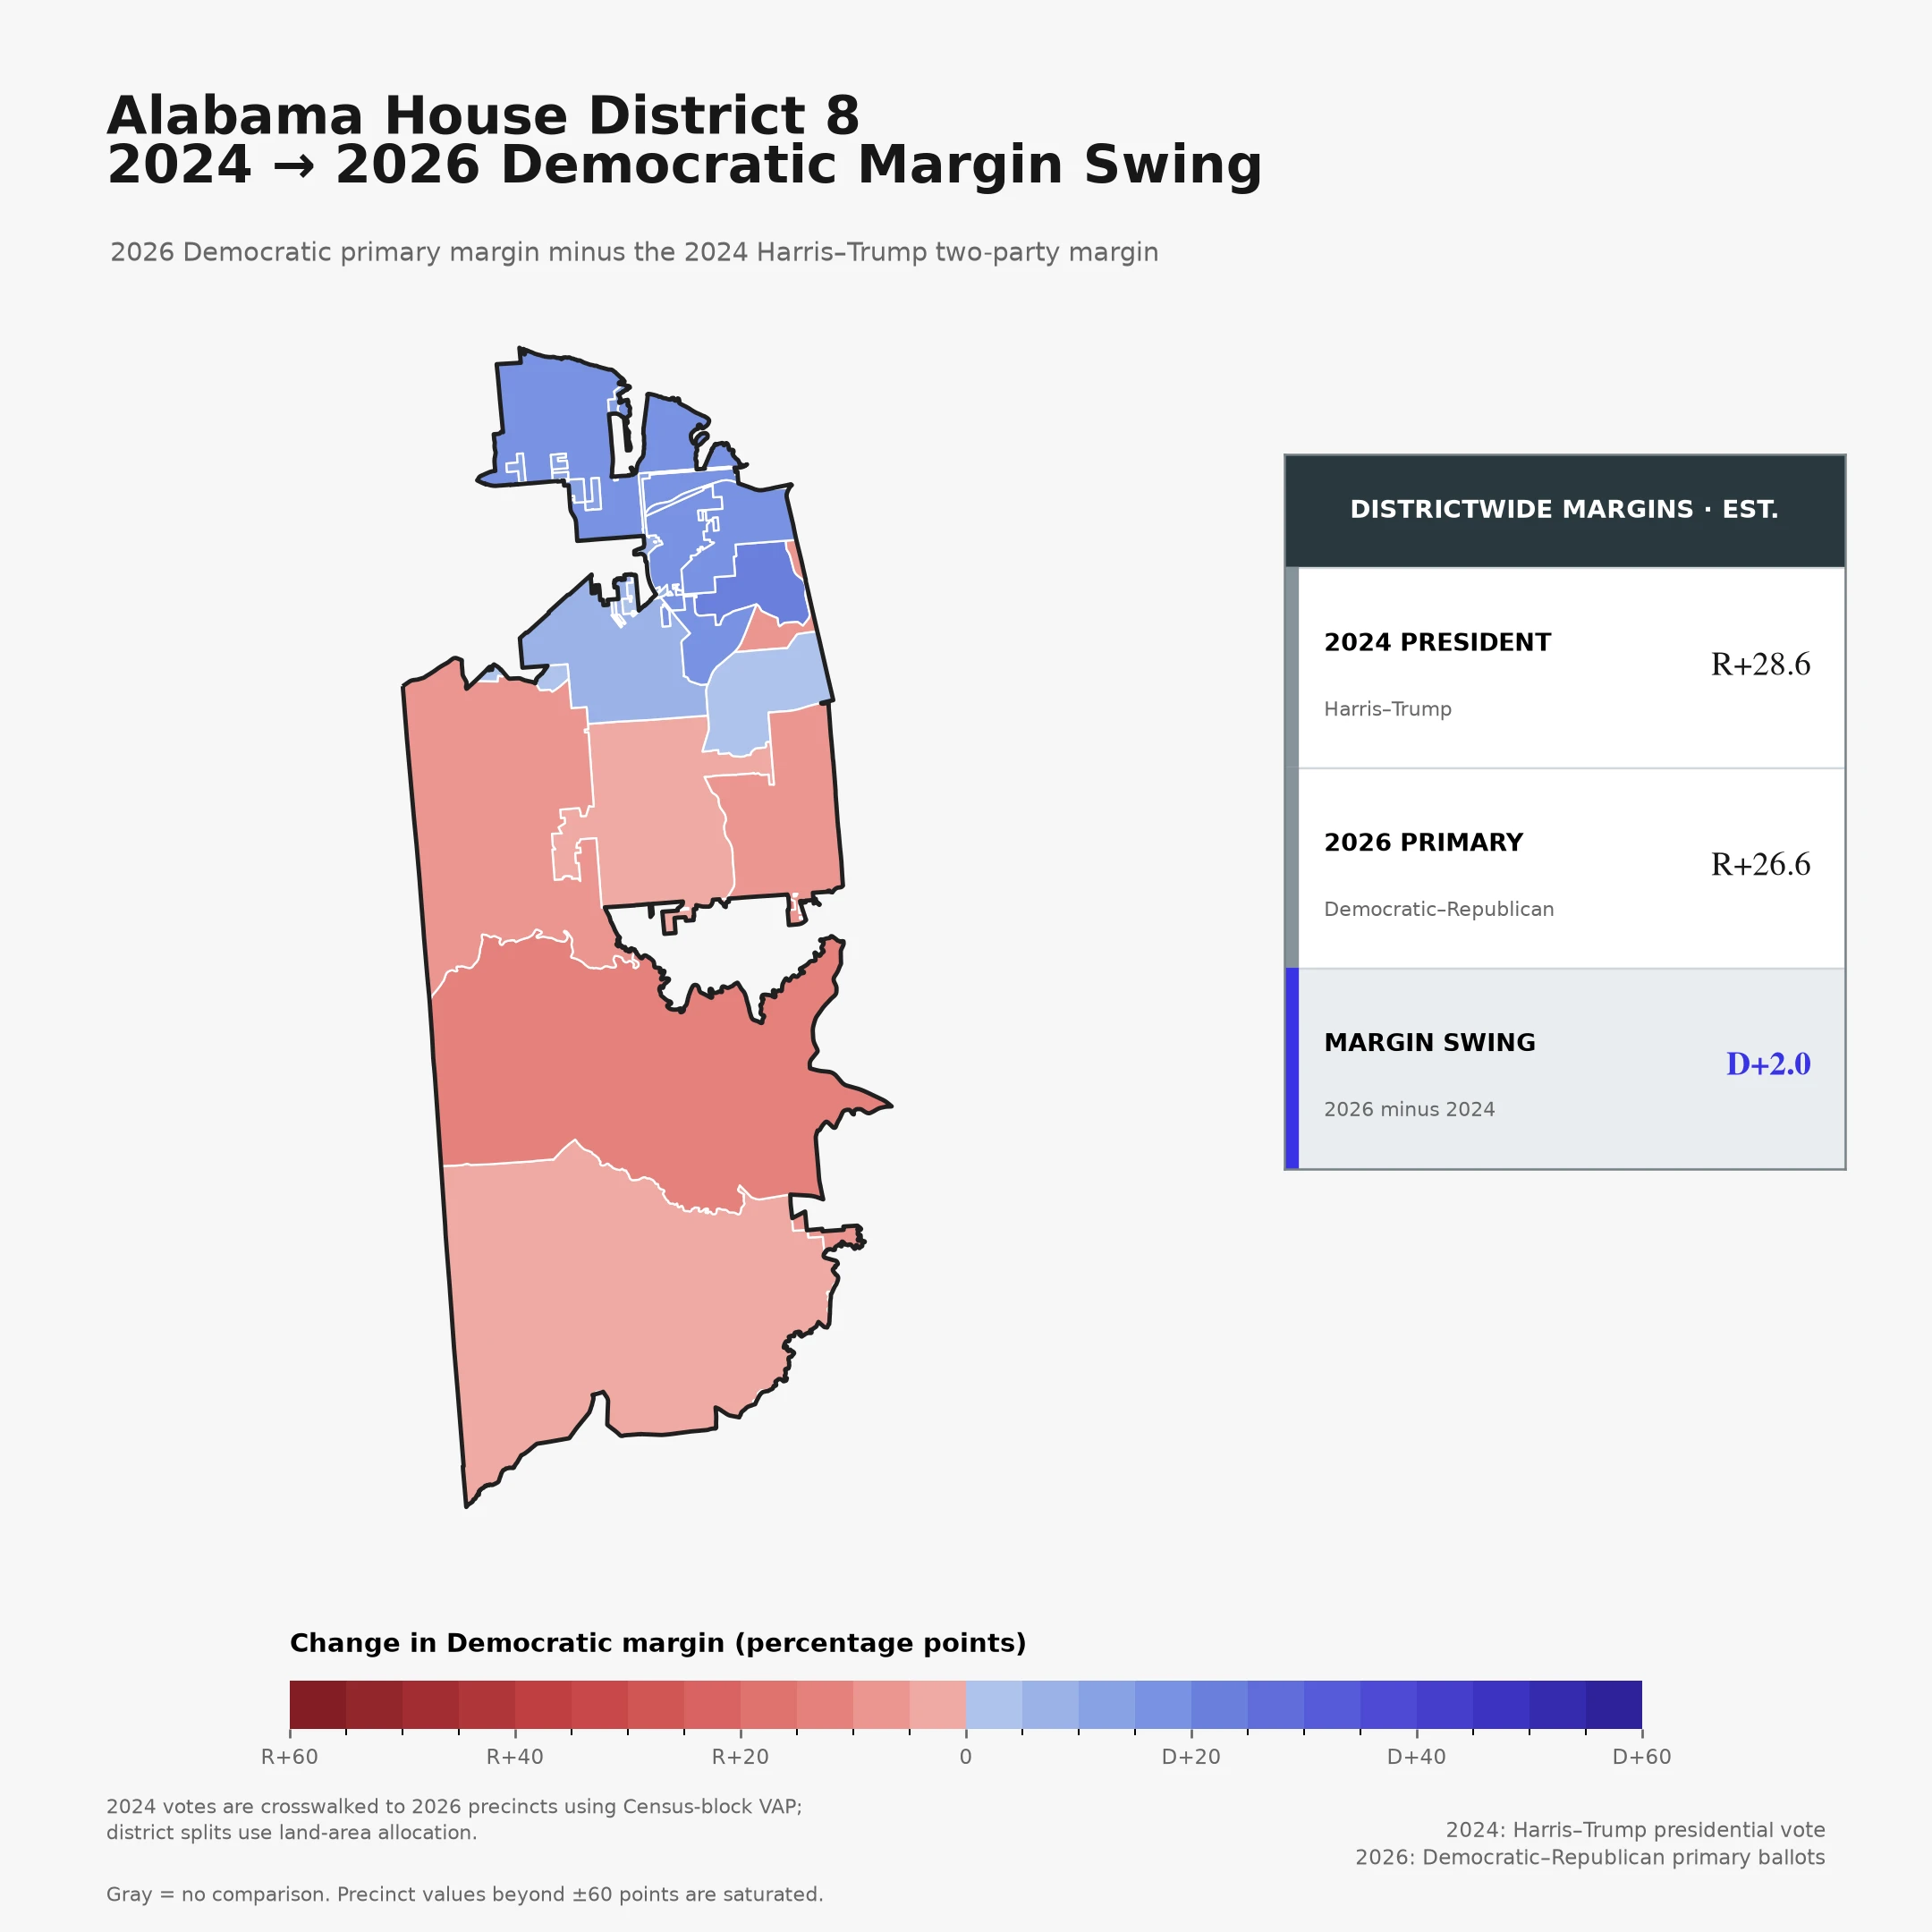 Alabama House District 8
2024 → 2026 Democratic Margin Swing
2026 Democratic primary margin minus the 2024 Harris–Trump two-party margin
DISTRICTWIDE MARGINS · EST.
2024 PRESIDENT
R+28.6
Harris–Trump
2026 PRIMARY
R+26.6
Democratic–Republican
MARGIN SWING
D+2.0
2026 minus 2024
Change in Democratic margin (percentage points)
R+60 R+40 R+20 0 D+20 D+40 D+60
2024 votes are crosswalked to 2026 precincts using Census-block VAP;
district splits use land-area allocation.
Gray = no comparison. Precinct values beyond ±60 points are saturated.
2024: Harris–Trump presidential vote
2026: Democratic–Republican primary ballots